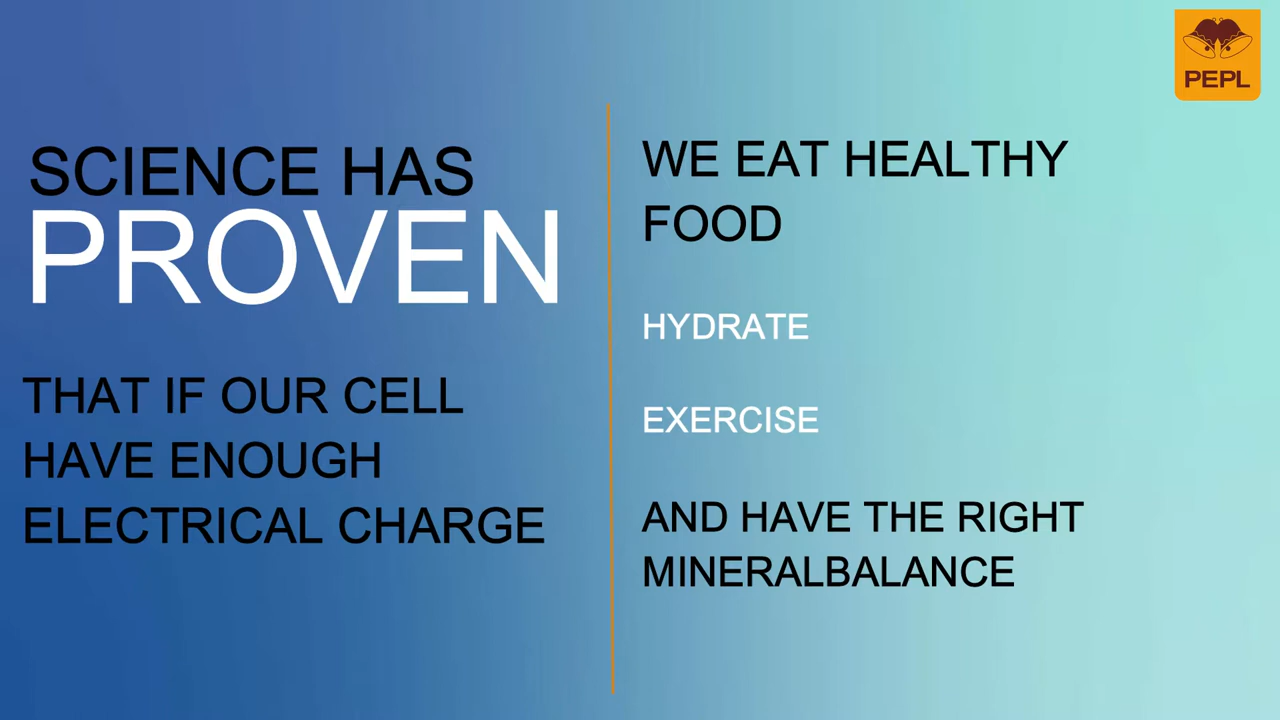 SCIENCE HAS
PROVEN
THAT IF OUR CELL
HAVE ENOUGH
ELECTRICAL CHARGE
WE EAT HEALTHY
FOOD
HYDRATE
EXERCISE
AND HAVE THE RIGHT
MINERALBALANCE
PEPL